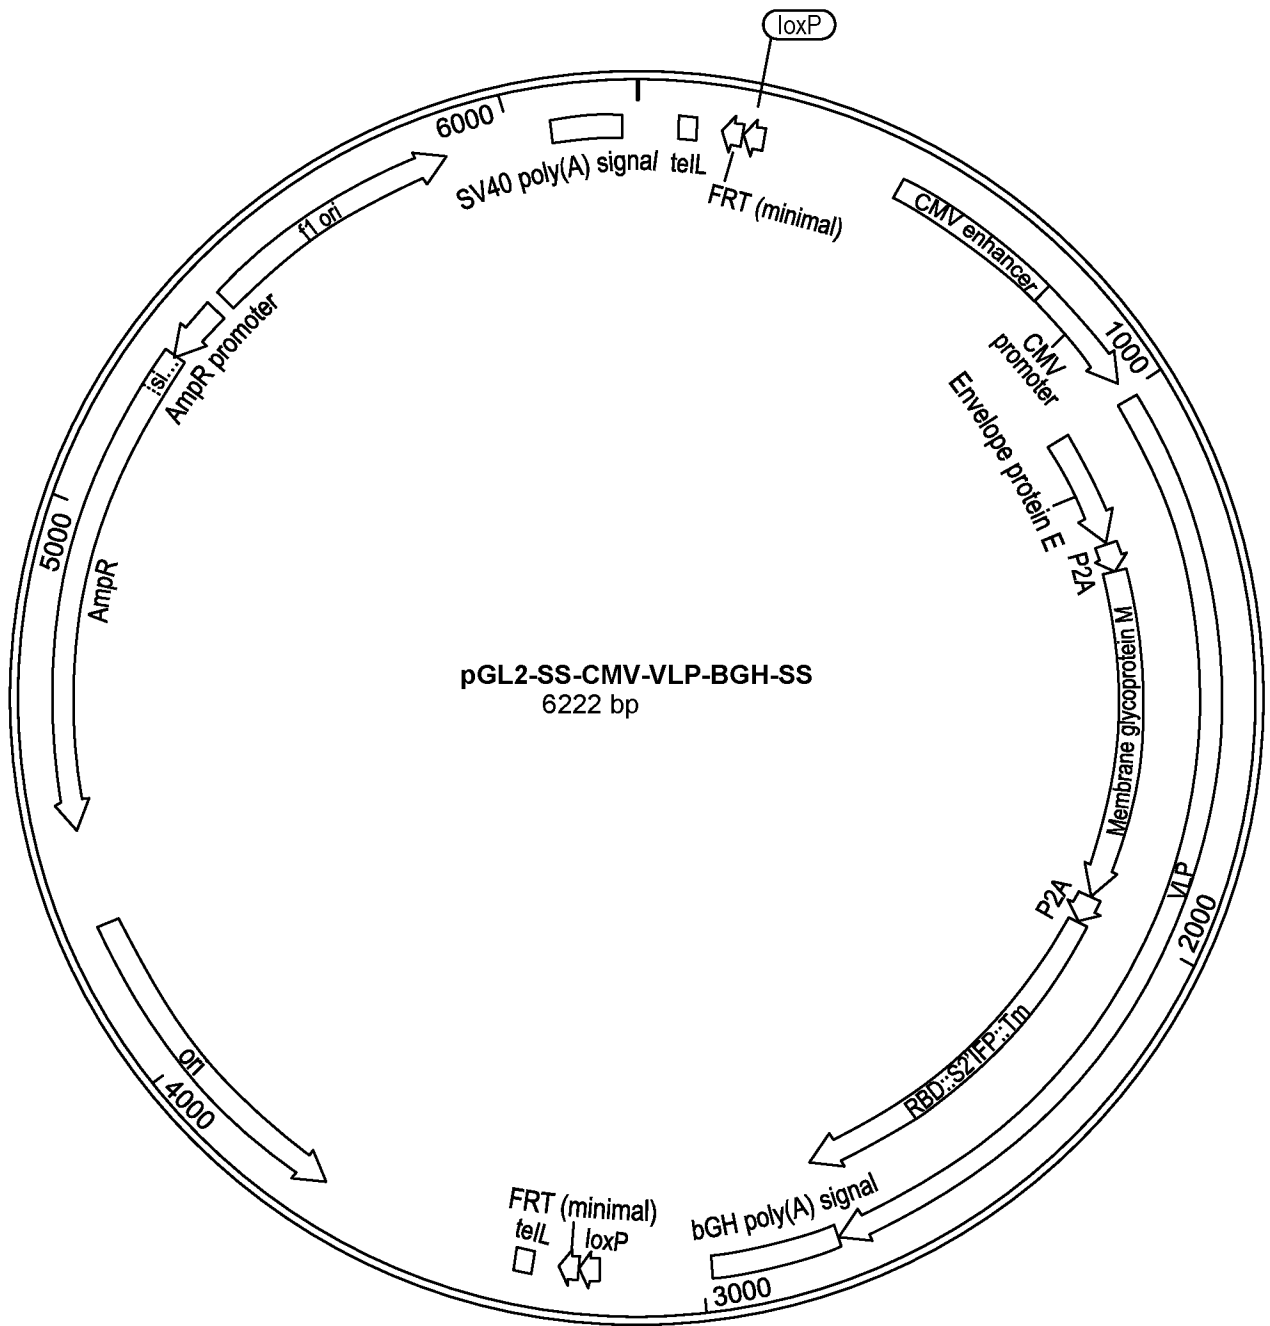 loxP
6000
SV40 poly(A) signal
telL
FRT (minimal)
f1 ori
CMV enhancer
AmpR promoter
si...
CMV
promoter
1000
Envelope protein E
P2A
5000
AmpR
Membrane glycoprotein M
pGL2-SS-CMV-VLP-BGH-SS
6222 bp
VLP
P2A
2000
RBD::S2'IFP::Tm
ori
4000
FRT (minimal)
telL
loxP
bGH poly(A) signal
3000